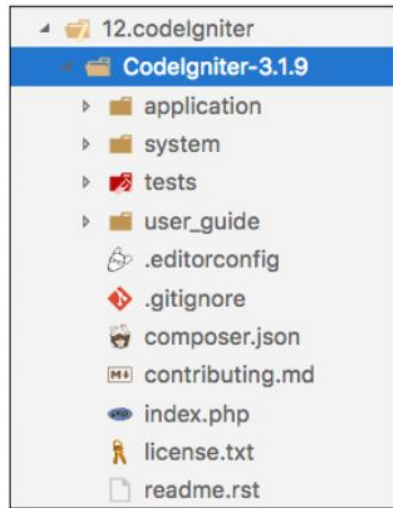 12.codeIgniter
CodeIgniter-3.1.9
application
system
tests
user_guide
.editorconfig
.gitignore
composer.json
contributing.md
index.php
license.txt
readme.rst